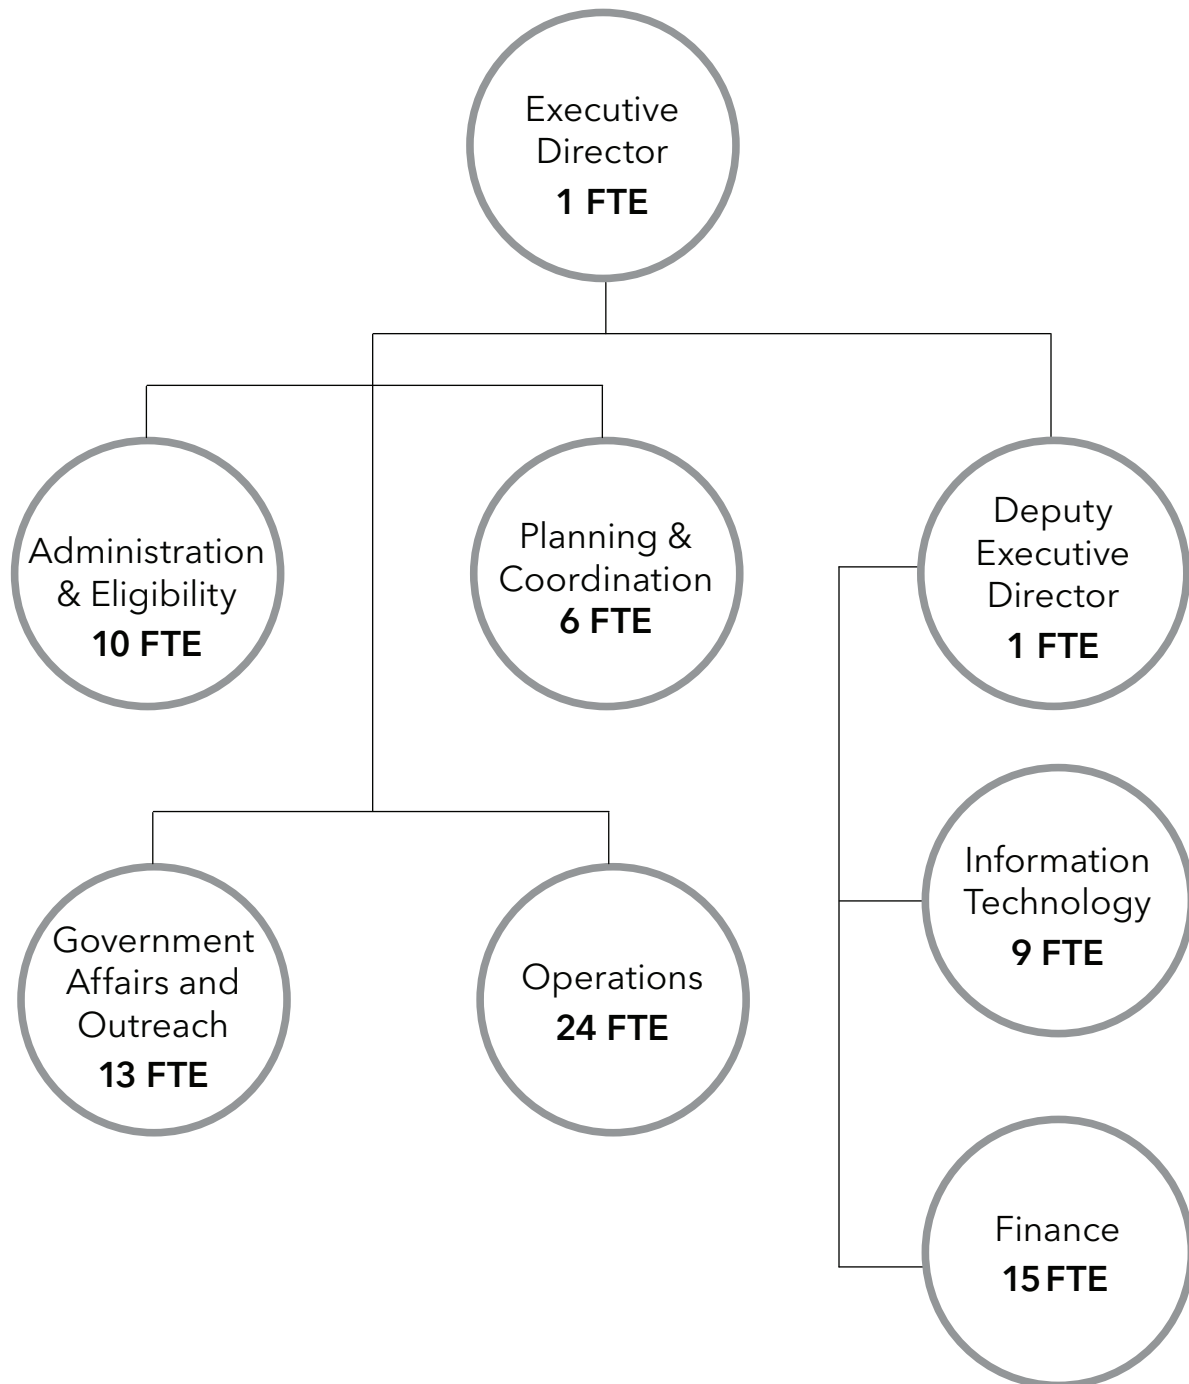 Executive
Director
1 FTE
Administration
& Eligibility
10 FTE
Planning &
Coordination
6 FTE
Deputy
Executive
Director
1 FTE
Information
Technology
9 FTE
Government
Affairs and
Outreach
13 FTE
Operations
24 FTE
Finance
15 FTE